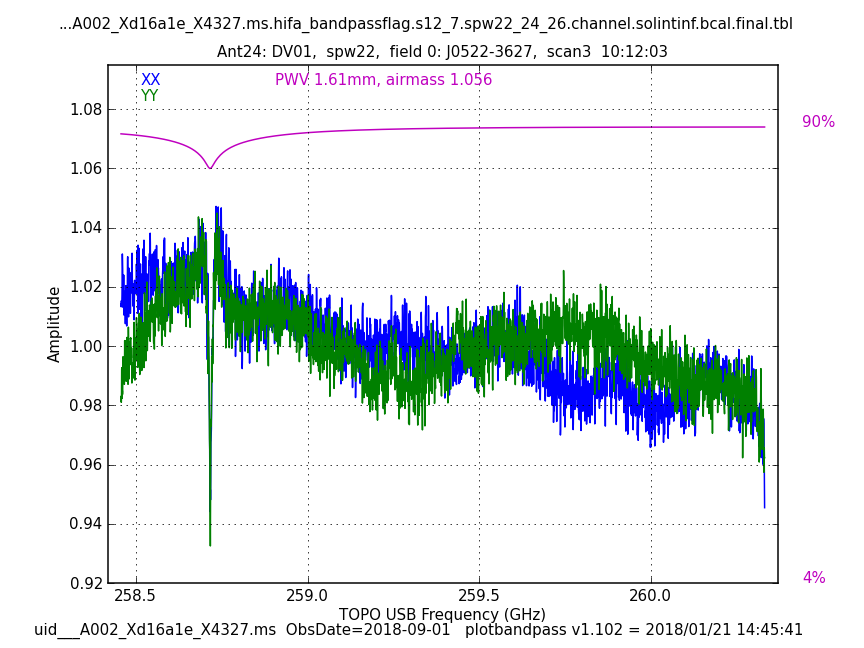 ...A002_Xd16a1e_X4327.ms.hifa_bandpassflag.s12_7.spw22_24_26.channel.solintinf.bcal.final.tbl
Ant24: DV01,  spw22,  field 0: J0522-3627,  scan3  10:12:03
XX
PWV 1.61mm, airmass 1.056
YY
1.08
90%
1.06
1.04
1.02
1.00
Amplitude
0.98
0.96
0.94
0.92
4%
258.5
259.0
259.5
260.0
TOPO USB Frequency (GHz)
uid___A002_Xd16a1e_X4327.ms  ObsDate=2018-09-01   plotbandpass v1.102 = 2018/01/21 14:45:41